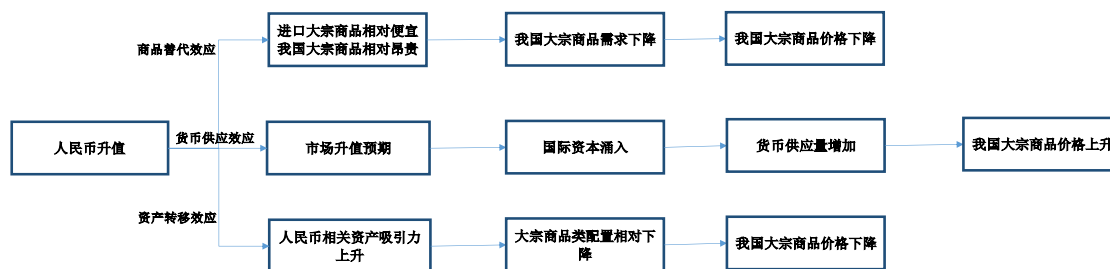 商品替代效应
进口大宗商品相对便宜
我国大宗商品相对昂贵
我国大宗商品需求下降
我国大宗商品价格下降
人民币升值
货币供应效应
市场升值预期
国际资本涌入
货币供应量增加
我国大宗商品价格上升
资产转移效应
人民币相关资产吸引力
上升
大宗商品类配置相对下
降
我国大宗商品价格下降